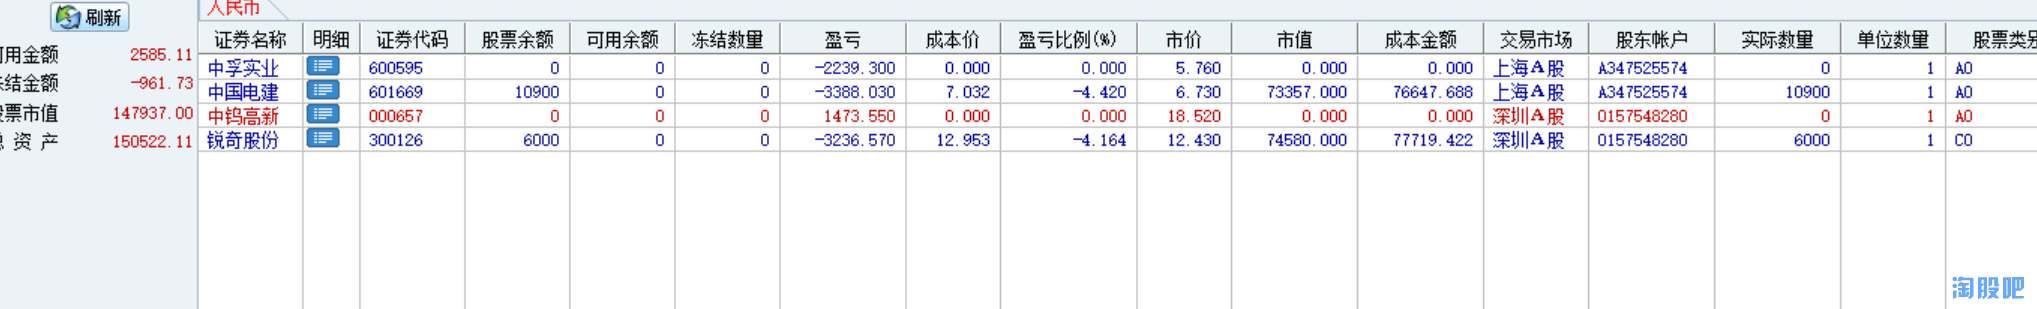 刷新
人民币
可用金额 2585.11
冻结金额 -961.73
股票市值 147937.00
总 资 产 150522.11
证券名称 明细 证券代码 股票余额 可用余额 冻结数量 盈亏 成本价 盈亏比例(%) 市价 市值 成本金额 交易市场 股东帐户 实际数量 单位数量 股票类别
中孚实业 600595 0 0 0 -2239.300 0.000 0.000 5.760 0.000 0.000 上海A股 A347525574 0 1 A0
中国电建 601669 10900 0 0 -3388.030 7.032 -4.420 6.730 73357.000 76647.688 上海A股 A347525574 10900 1 A0
中钨高新 000657 0 0 0 1473.550 0.000 0.000 18.520 0.000 0.000 深圳A股 0157548280 0 1 A0
锐奇股份 300126 6000 0 0 -3236.570 12.953 -4.164 12.430 74580.000 77719.422 深圳A股 0157548280 6000 1 C0
淘股吧